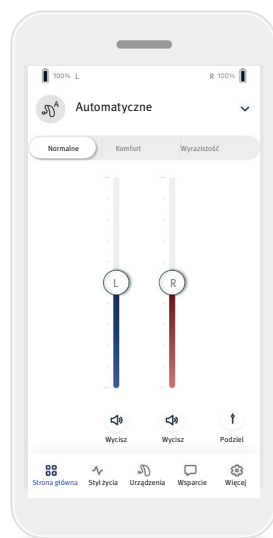 100% L R 100%
A Automatyczne
Normalne Komfort Wyrazistość
L R
Wycisz Wycisz Podziel
Strona główna Styl życia Urządzenia Wsparcie Więcej